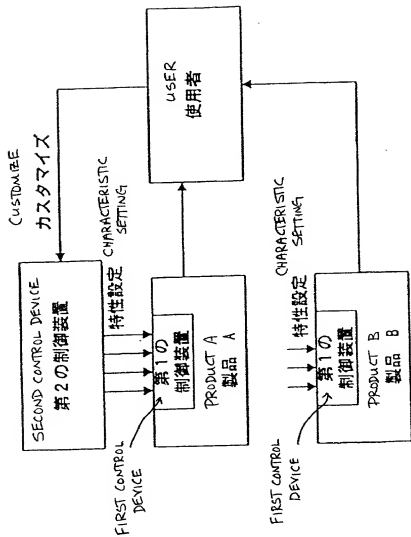 CUSTOMIZE
カスタマイズ
SECOND CONTROL DEVICE
第2の制御装置
CHARACTERISTIC
SETTING
特性設定
第1の
制御装置
PRODUCT A
製品 A
FIRST CONTROL
DEVICE
USER
使用者
CHARACTERISTIC
SETTING
特性設定
第1の
制御装置
PRODUCT B
製品 B
FIRST CONTROL
DEVICE